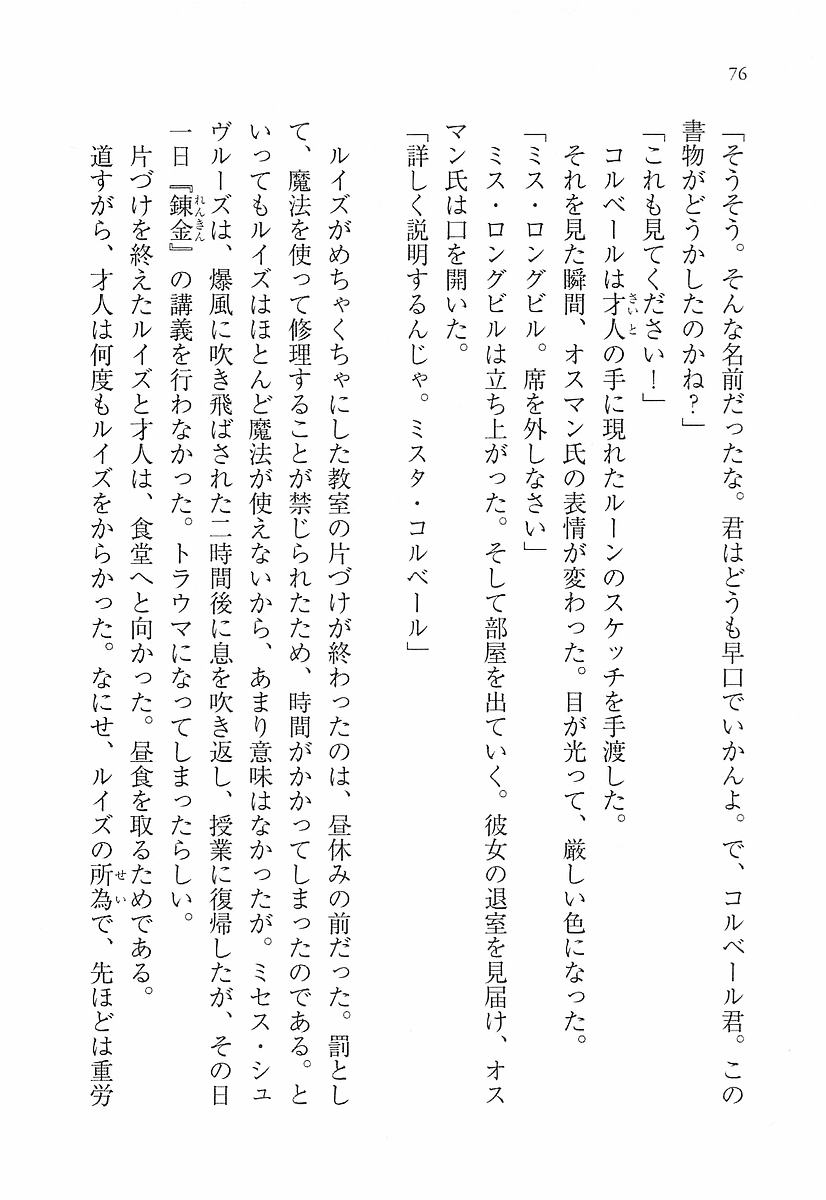 76
「そうそう。そんな名前だったな。君はどうも早口でいかんよ。で、コルベール君。この
書物がどうかしたのかね？」
「これも見てください！」
コルベールは才人の手に現れたルーンのスケッチを手渡した。
さいと
それを見た瞬間、オスマン氏の表情が変わった。目が光って、厳しい色になった。
「ミス・ロングビル。席を外しなさい」
ミス・ロングビルは立ち上がった。そして部屋を出ていく。彼女の退室を見届け、オス
マン氏は口を開いた。
「詳しく説明するんじゃ。ミスタ・コルベール」
ルイズがめちゃくちゃにした教室の片づけが終わったのは、昼休みの前だった。罰とし
て、魔法を使って修理することが禁じられたため、時間がかかってしまったのである。と
いってもルイズはほとんど魔法が使えないから、あまり意味はなかったが。ミセス・シュ
ヴルーズは、爆風に吹き飛ばされた二時間後に息を吹き返し、授業に復帰したが、その日
一日『錬金』の講義を行わなかった。トラウマになってしまったらしい。
れんきん
片づけを終えたルイズと才人は、食堂へと向かった。昼食を取るためである。
道すがら、才人は何度もルイズをからかった。なにせ、ルイズの所為で、先ほどは重労
せい